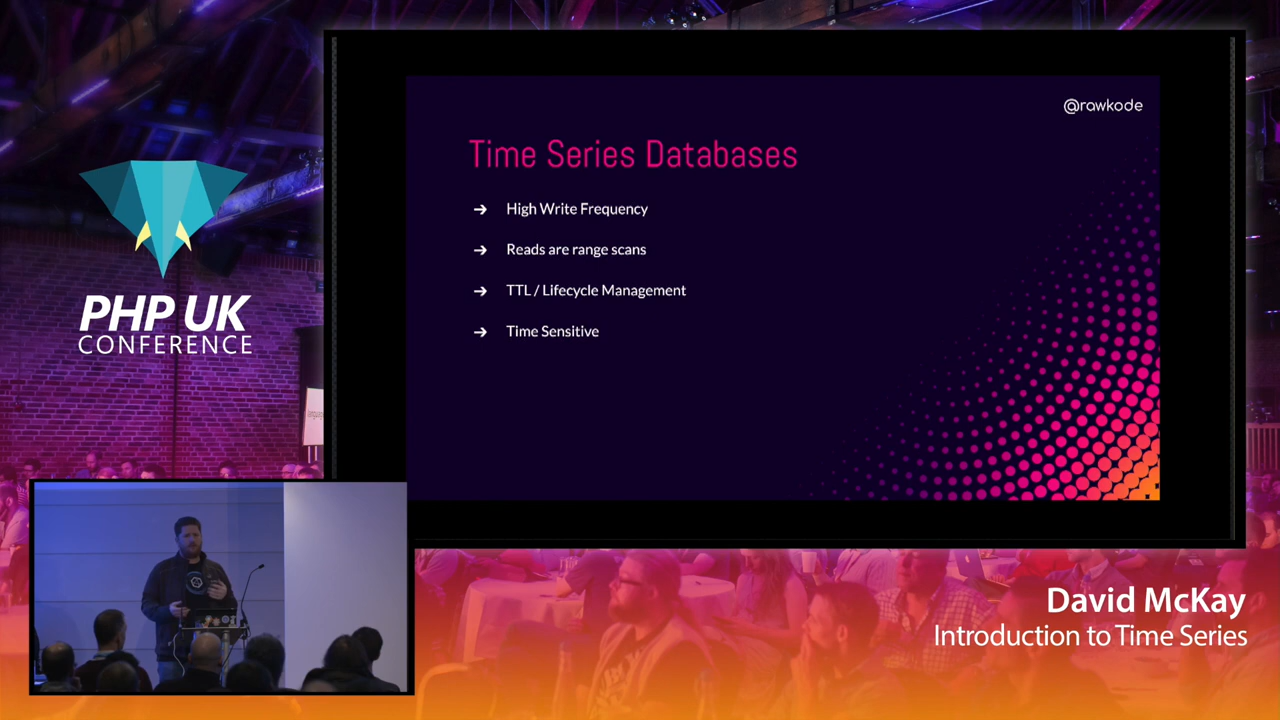 @rawkode
Time Series Databases
➔ High Write Frequency
➔ Reads are range scans
➔ TTL / Lifecycle Management
➔ Time Sensitive
PHP UK
CONFERENCE
David McKay
Introduction to Time Series